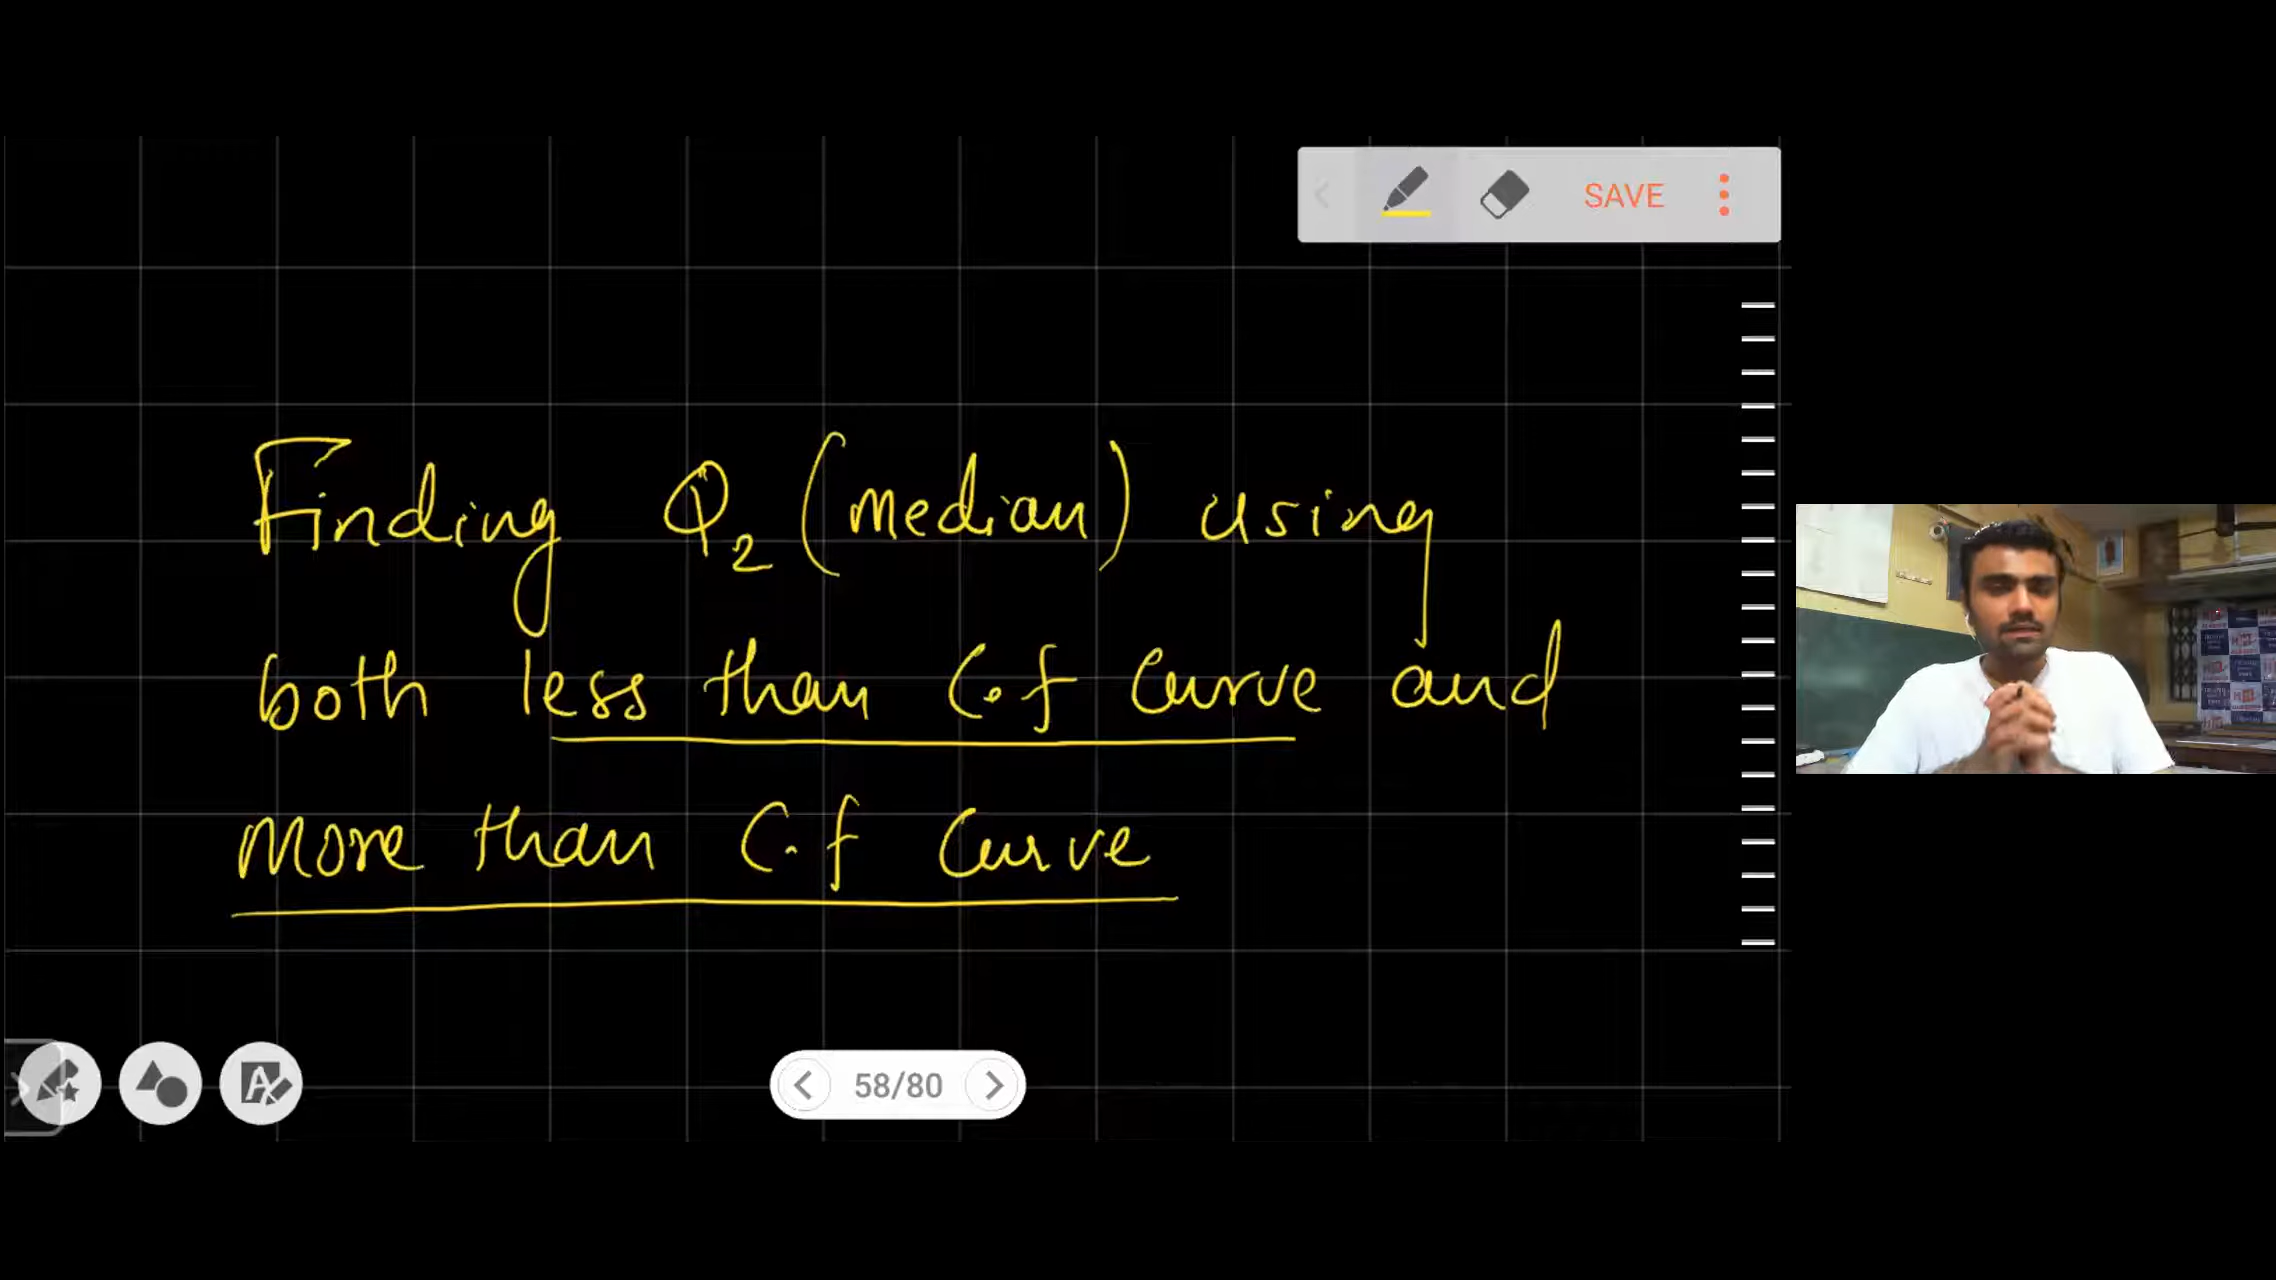 SAVE
Finding Q₂ (median) using
both less than C.f Curve and
more than C.f Curve
58/80